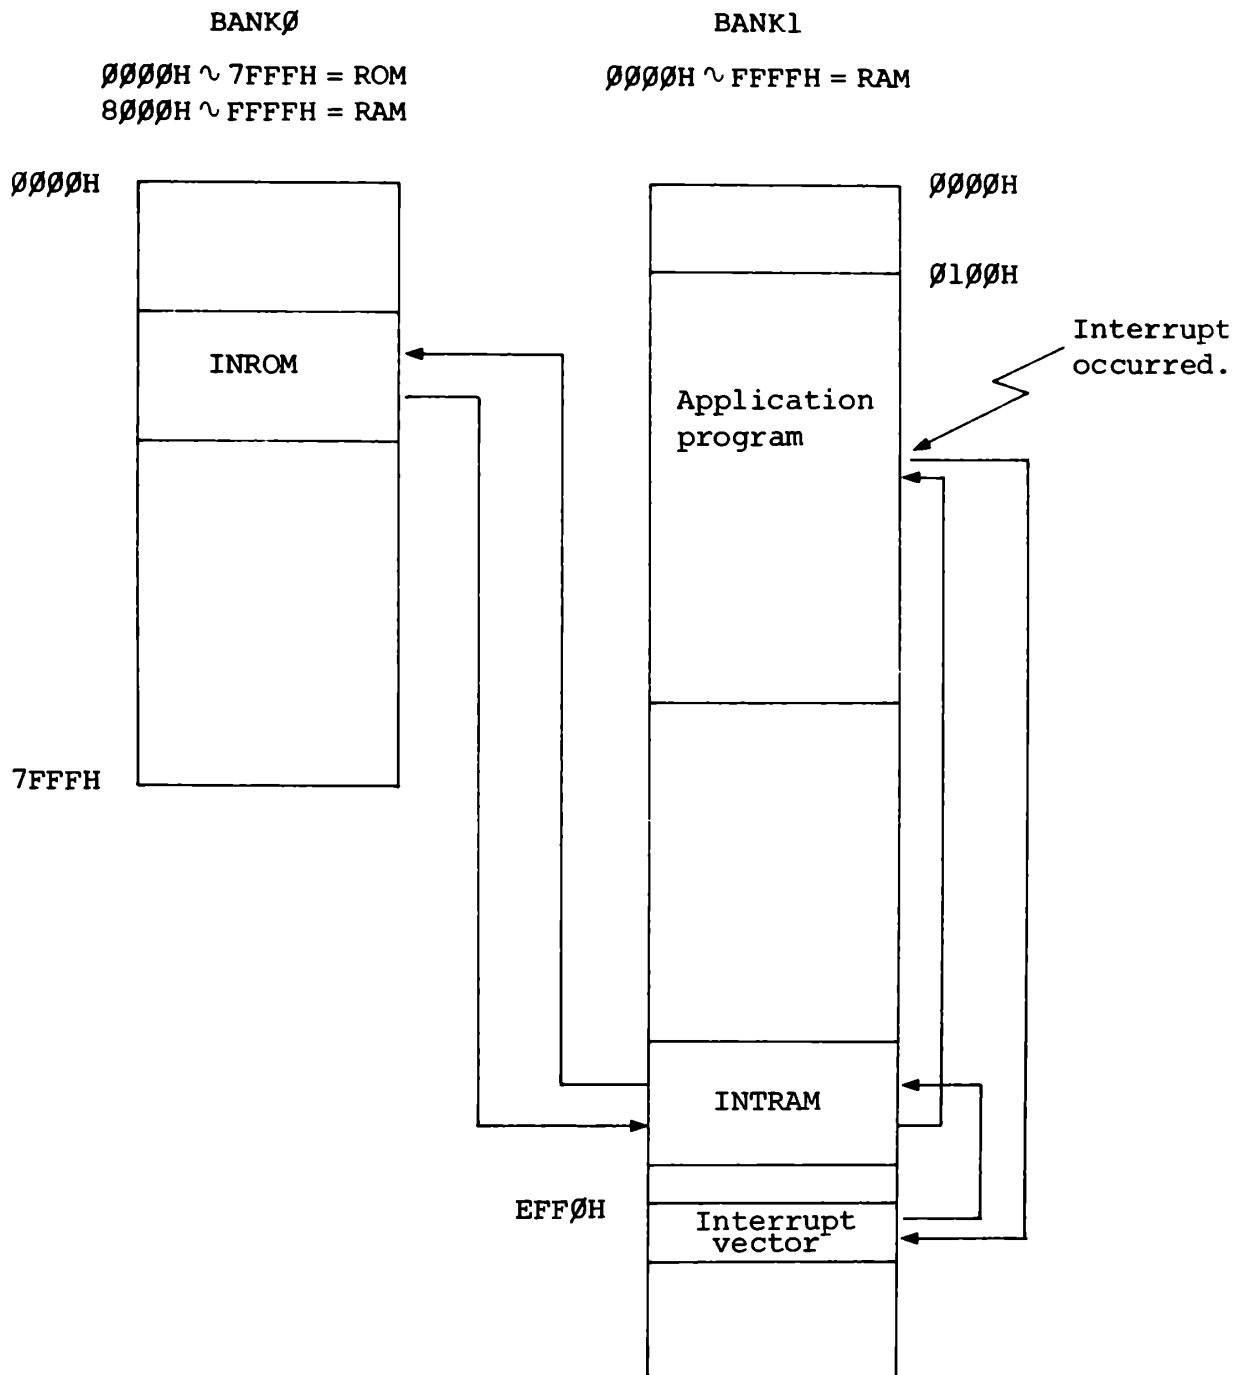 BANKØ
ØØØØH ~ 7FFFH = ROM
8ØØØH ~ FFFFH = RAM
BANK1
ØØØØH ~ FFFFH = RAM
ØØØØH
7FFFH
INROM
ØØØØH
Ø1ØØH
Interrupt
occurred.
Application
program
INTRAM
EFFØH
Interrupt
vector